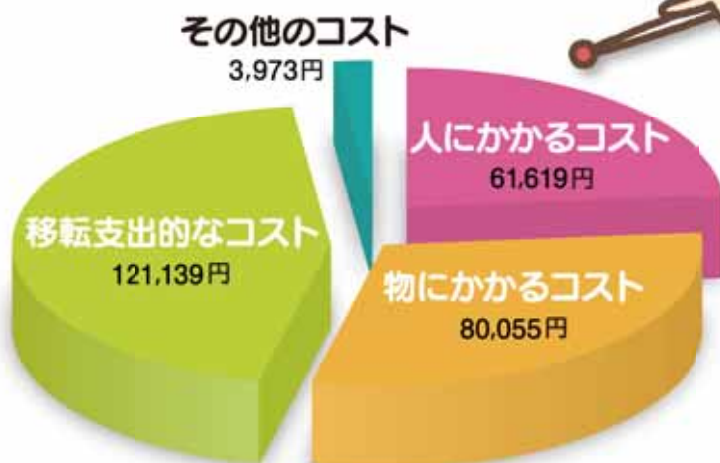 その他のコスト
3,973円
人にかかるコスト
61,619円
移転支出的なコスト
121,139円
物にかかるコスト
80,055円